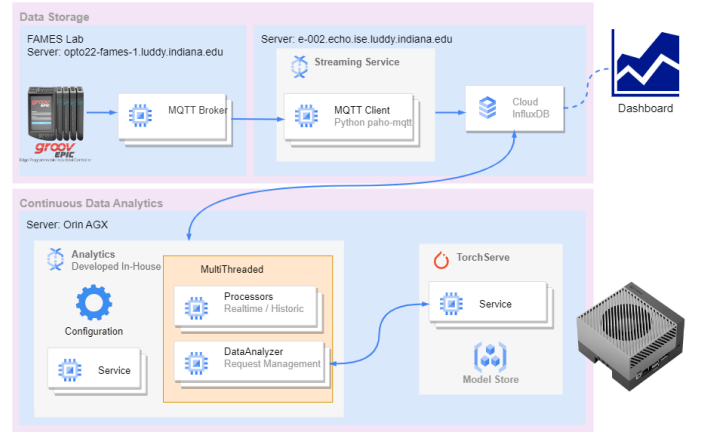 Data Storage
FAMES Lab
Server: opto22-fames-1.luddy.indiana.edu
Server: e-002.echo.ise.luddy.indiana.edu
Streaming Service
MQTT Broker
MQTT Client
Python paho-mqtt
Cloud
InfluxDB
Dashboard
groov
EPIC
Continuous Data Analytics
Server: Orin AGX
Analytics
Developed In-House
MultiThreaded
Processors
Realtime / Historic
Configuration
DataAnalyzer
Request Management
Service
TorchServe
Service
Model Store